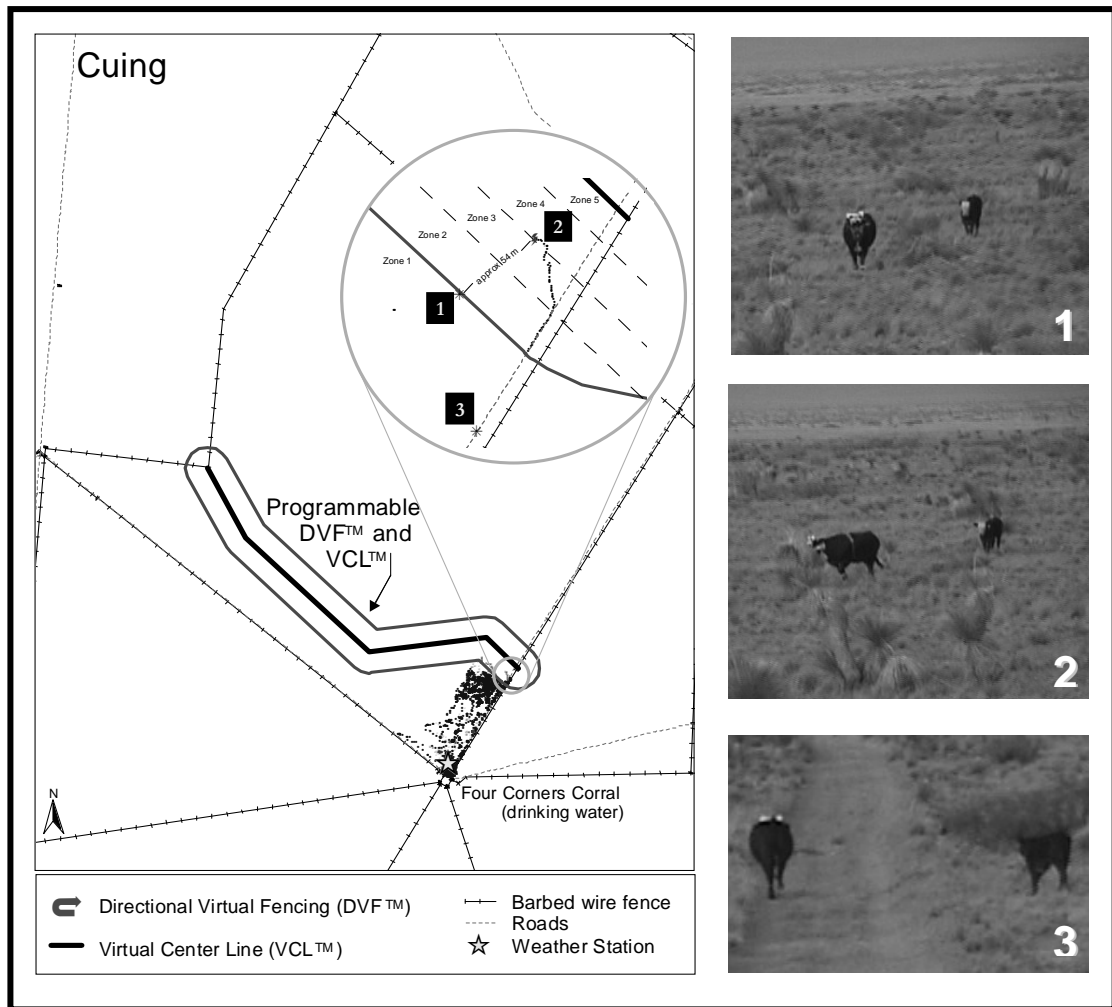 Cuing
Zone 1
Zone 2
Zone 3
Zone 4
Zone 5
approx. 54 m
1
2
3
Programmable
DVF™ and
VCL™
Four Corners Corral
(drinking water)
N
Directional Virtual Fencing (DVF™)
Virtual Center Line (VCL™)
Barbed wire fence
Roads
Weather Station
1
2
3